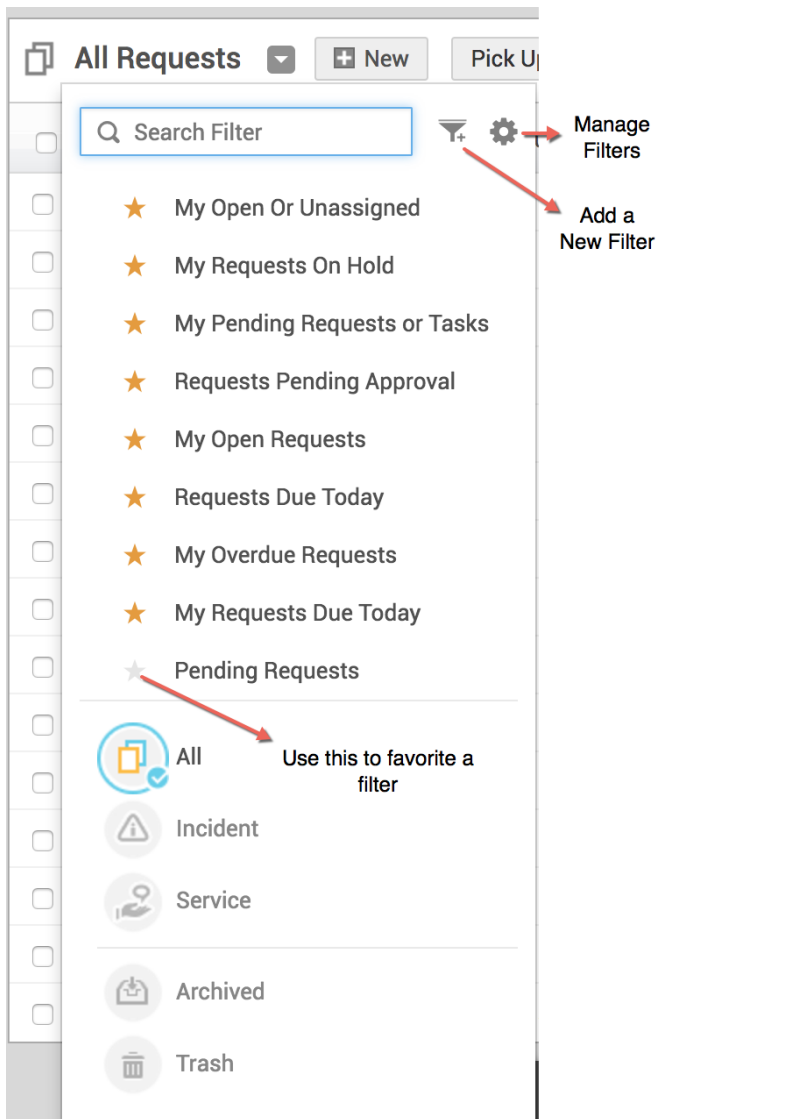 All Requests
New
Pick U
Search Filter
Manage
Filters
Add a
New Filter
My Open Or Unassigned
My Requests On Hold
My Pending Requests or Tasks
Requests Pending Approval
My Open Requests
Requests Due Today
My Overdue Requests
My Requests Due Today
Pending Requests
All
Use this to favorite a
filter
Incident
Service
Archived
Trash